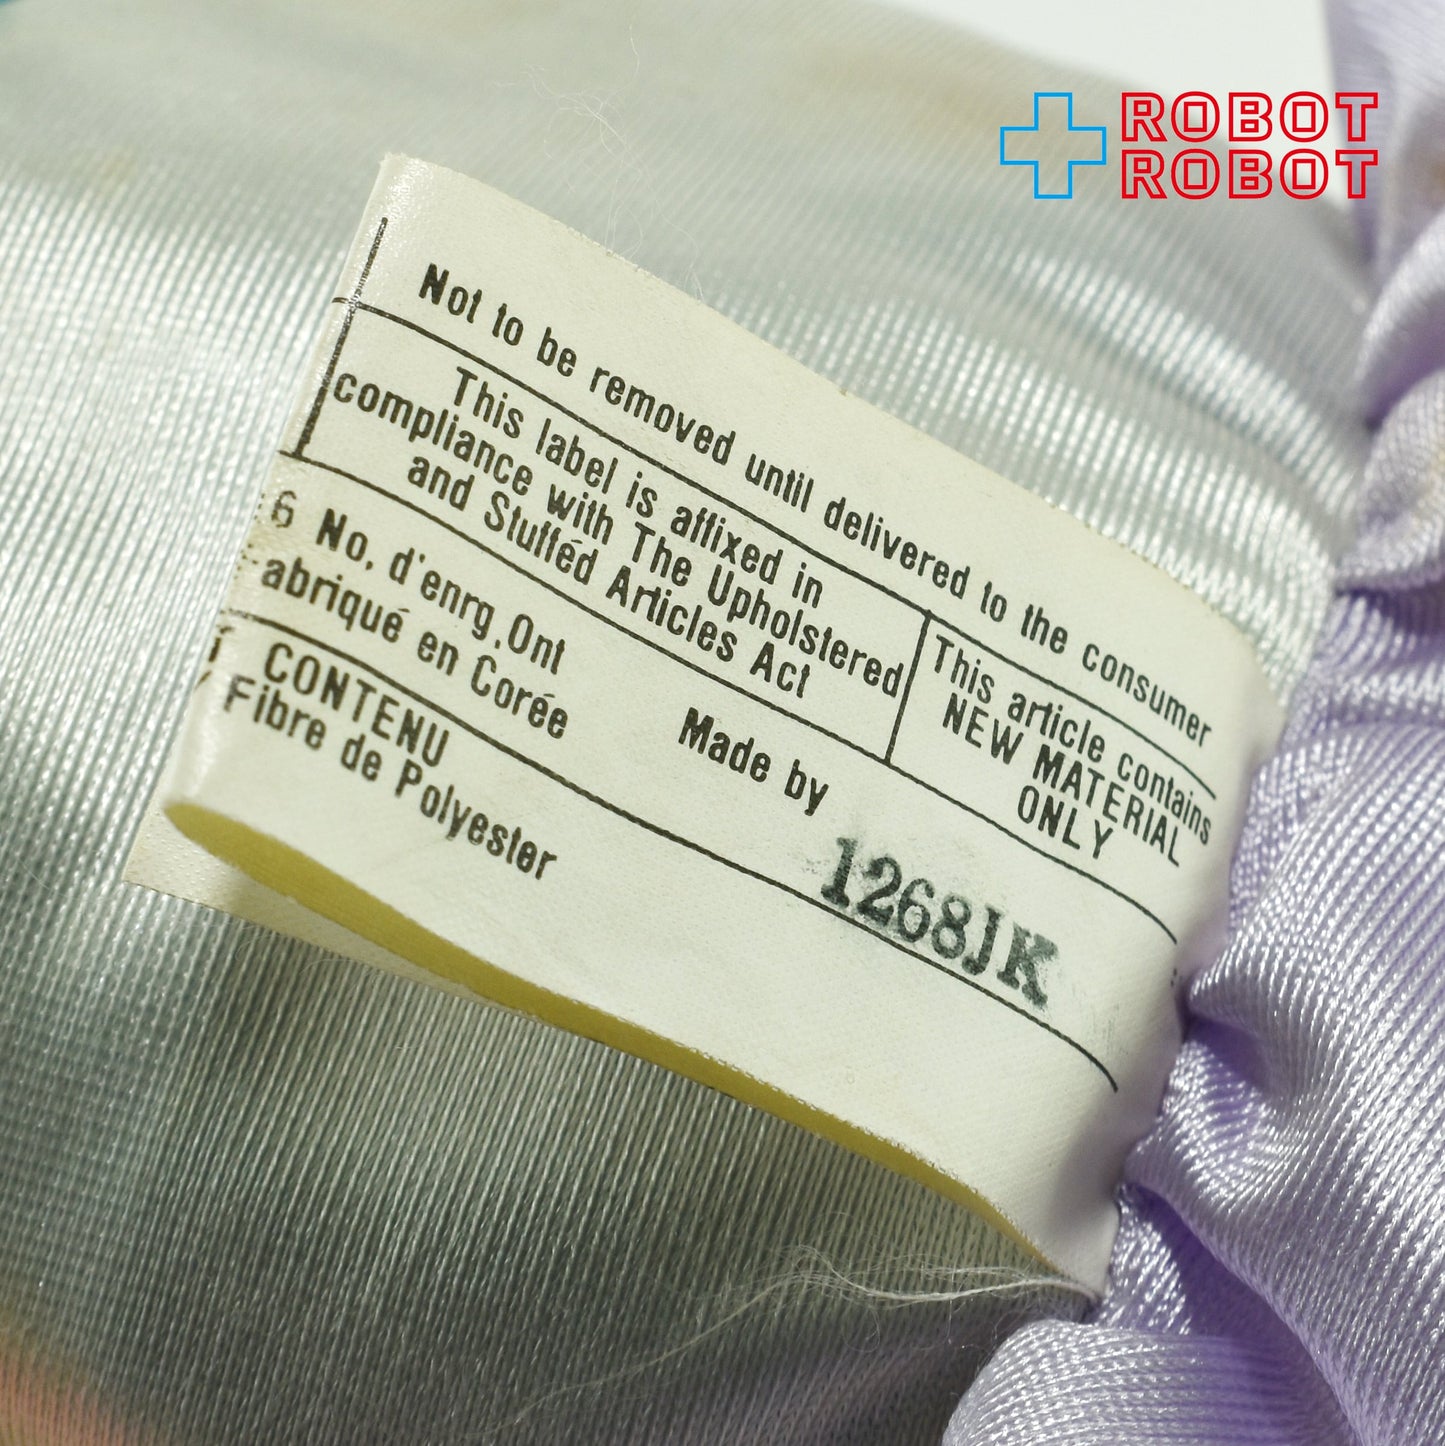 ROBOT
ROBOT
Not to be removed until delivered to the consumer
This label is affixed in
compliance with The Upholstered
and Stuffed Articles Act
This article contains
NEW MATERIAL
ONLY
6 No. d'enrg. Ont
abriqué en Corée
Made by
1268JK
CONTENU
Fibre de Polyester